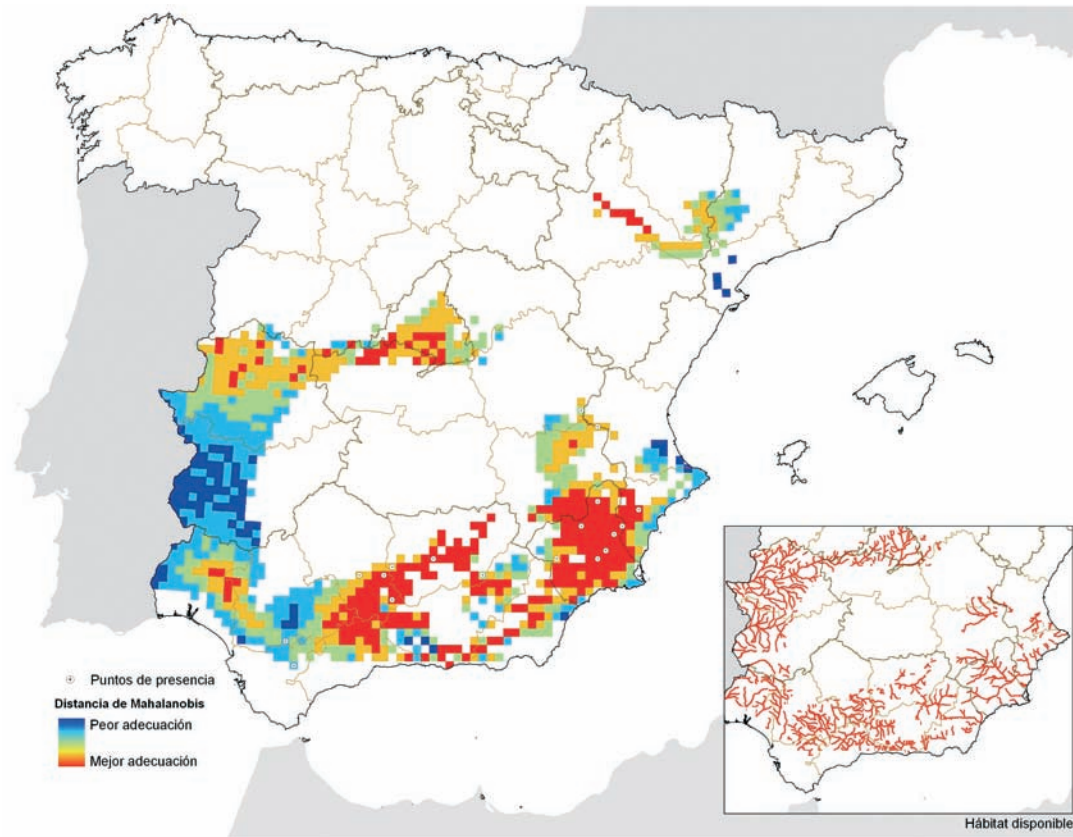 Puntos de presencia
Distancia de Mahalanobis
Peor adecuación
Mejor adecuación
Hábitat disponible